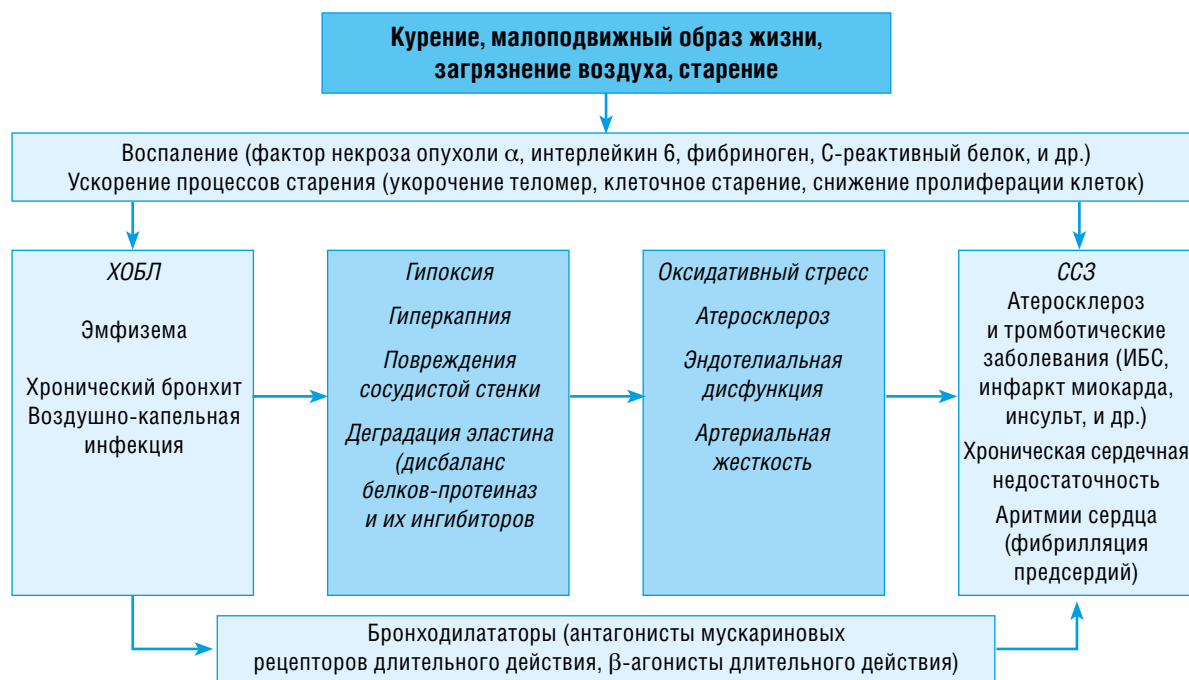 Курение, малоподвижный образ жизни,
загрязнение воздуха, старение
Воспаление (фактор некроза опухоли α, интерлейкин 6, фибриноген, С-реактивный белок, и др.)
Ускорение процессов старения (укорочение теломер, клеточное старение, снижение пролиферации клеток)
ХОБЛ
Эмфизема
Хронический бронхит
Воздушно-капельная
инфекция
Гипоксия
Гиперкапния
Повреждения
сосудистой стенки
Деградация эластина
(дисбаланс
белков-протеиназ
и их ингибиторов
Оксидативный стресс
Атеросклероз
Эндотелиальная
дисфункция
Артериальная
жесткость
ССЗ
Атеросклероз
и тромботические
заболевания (ИБС,
инфаркт миокарда,
инсульт, и др.)
Хроническая сердечная
недостаточность
Аритмии сердца
(фибрилляция
предсердий)
Бронходилататоры (антагонисты мускариновых
рецепторов длительного действия, β-агонисты длительного действия)